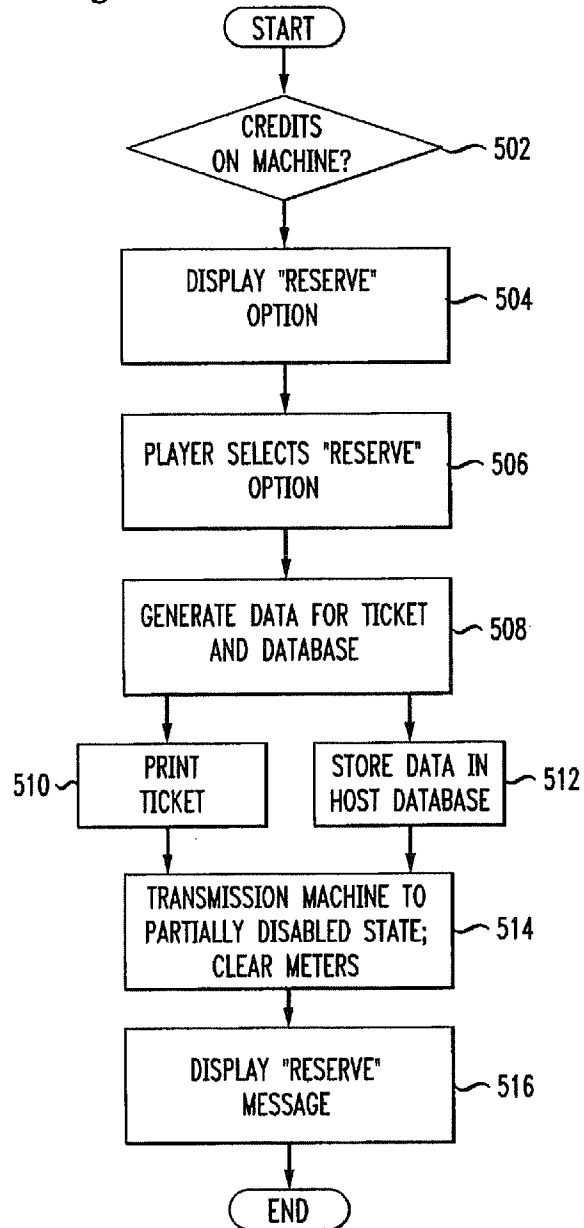 START
CREDITS
ON MACHINE?
502
DISPLAY "RESERVE"
OPTION
504
PLAYER SELECTS "RESERVE"
OPTION
506
GENERATE DATA FOR TICKET
AND DATABASE
508
510
PRINT
TICKET
STORE DATA IN
HOST DATABASE
512
TRANSMISSION MACHINE TO
PARTIALLY DISABLED STATE;
CLEAR METERS
514
DISPLAY "RESERVE"
MESSAGE
516
END